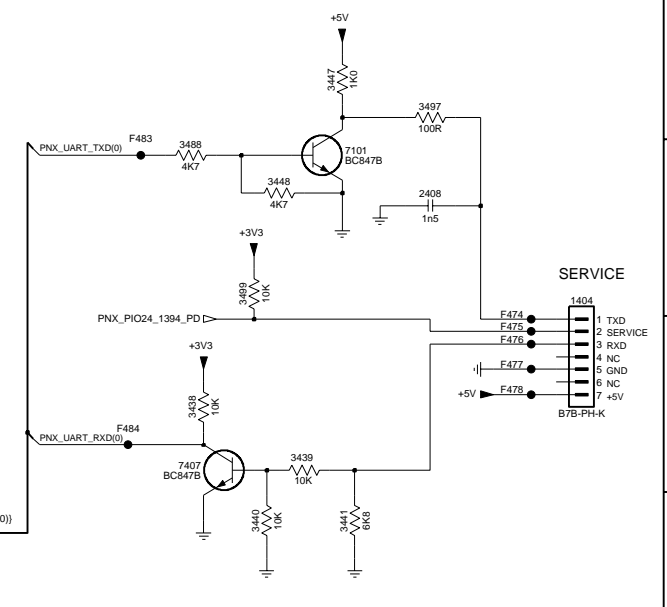 +5V
3447
1K0
3497
100R
F483
PNX_UART_TXD(0)
3488
4K7
7101
BC847B
3448
4K7
2408
1n5
+3V3
3499
10K
SERVICE
1404
PNX_PIO24_1394_PD
F474
1 TXD
F475
2 SERVICE
F476
3 RXD
4 NC
F477
5 GND
6 NC
+5V
F478
7 +5V
B7B-PH-K
+3V3
3438
10K
PNX_UART_RXD(0)
F484
7407
BC847B
3439
10K
3440
10K
3441
6K8
0)}